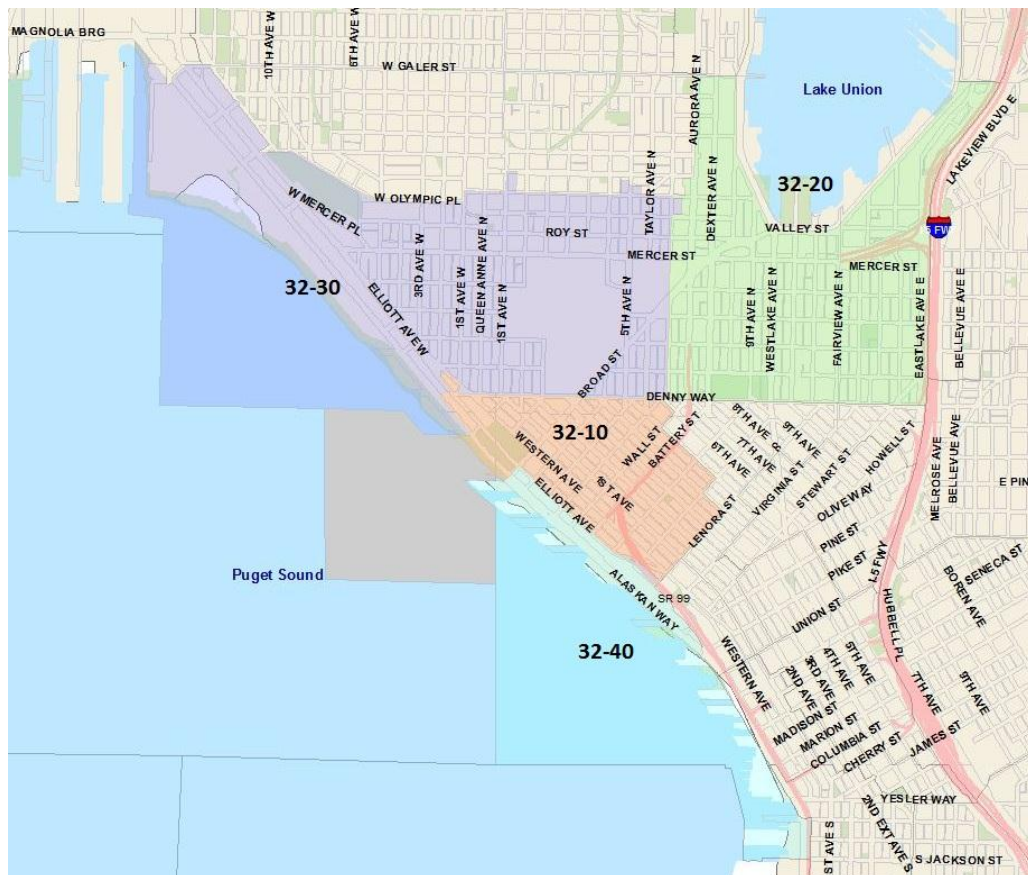 MAGNOLIA BRG
10TH AVE W
6TH AVE W
W GALER ST
AURORA AVE N
Lake Union
LAKEVIEW BLVD E
W MERCER PL
W OLYMPIC PL
TAYLOR AVE N
DEXTER AVE N
32-20
VALLEY ST
ROY ST
MERCER ST
MERCER ST
5 FW
32-30
ELLIOTT AVE W
3RD AVE W
1ST AVE W
QUEEN ANNE AVE N
1ST AVE N
5TH AVE N
BROAD ST
9TH AVE N
WESTLAKE AVE N
FAIRVIEW AVE N
EASTLAKE AVE E
BELLEVUE AVE E
DENNY WAY
32-10
WALL ST
BATTERY ST
WESTERN AVE
1ST AVE
ELLIOTT AVE
8TH AVE
9TH AVE
7TH AVE
6TH AVE
VIRGINIA ST
STEWART ST
HOWELL ST
LENORA ST
OLIVE WAY
MELROSE AVE
BELLEVUE AVE
E PIN
PINE ST
PIKE ST
I-5 FWY
BOREN AVE
SENECA ST
Puget Sound
ALASKAN WAY
SR 99
UNION ST
HUBBELL PL
32-40
WESTERN AVE
2ND AVE
3RD AVE
4TH AVE
5TH AVE
7TH AVE
9TH AVE
MADISON ST
MARION ST
COLUMBIA ST
CHERRY ST
JAMES ST
YESLER WAY
2ND EXT AVE S
ST AVE S
S JACKSON ST